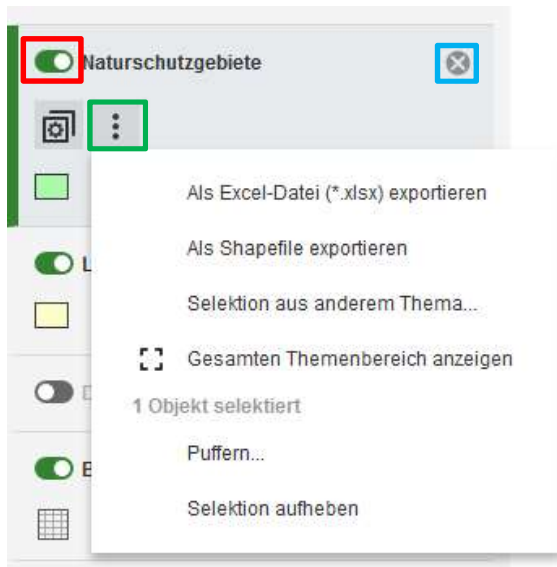 Naturschutzgebiete
Als Excel-Datei (*.xlsx) exportieren
Als Shapefile exportieren
L
Selektion aus anderem Thema...
Gesamten Themenbereich anzeigen
1 Objekt selektiert
Puffern...
E
Selektion aufheben